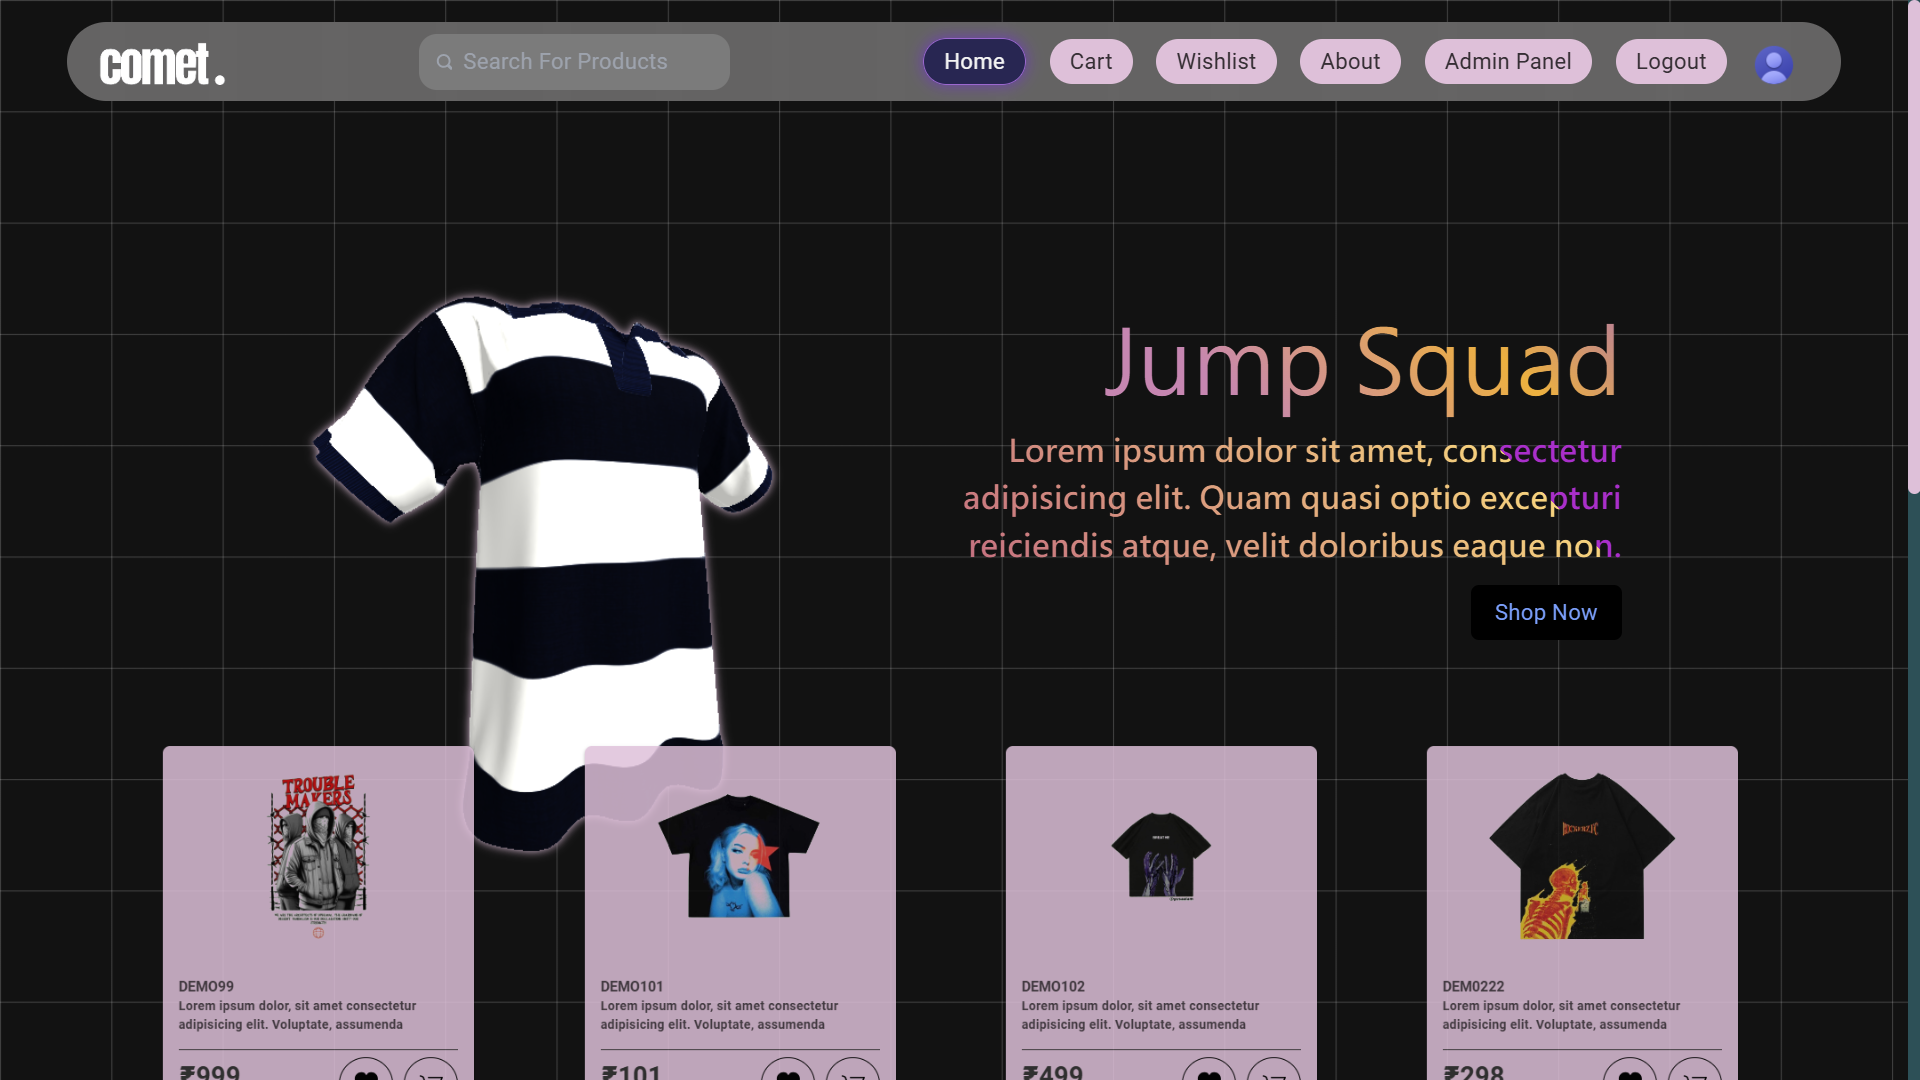 comet.
Search For Products
Home
Cart
Wishlist
About
Admin Panel
Logout
Jump Squad
Lorem ipsum dolor sit amet, consectetur
adipisicing elit. Quam quasi optio excepturi
reiciendis atque, velit doloribus eaque non.
Shop Now
TROUBLE
MAKERS
DEMO99
Lorem ipsum dolor, sit amet consectetur
adipisicing elit. Voluptate, assumenda
₹999
DEMO101
Lorem ipsum dolor, sit amet consectetur
adipisicing elit. Voluptate, assumenda
₹101
DEMO102
Lorem ipsum dolor, sit amet consectetur
adipisicing elit. Voluptate, assumenda
₹499
DEM0222
Lorem ipsum dolor, sit amet consectetur
adipisicing elit. Voluptate, assumenda
₹298